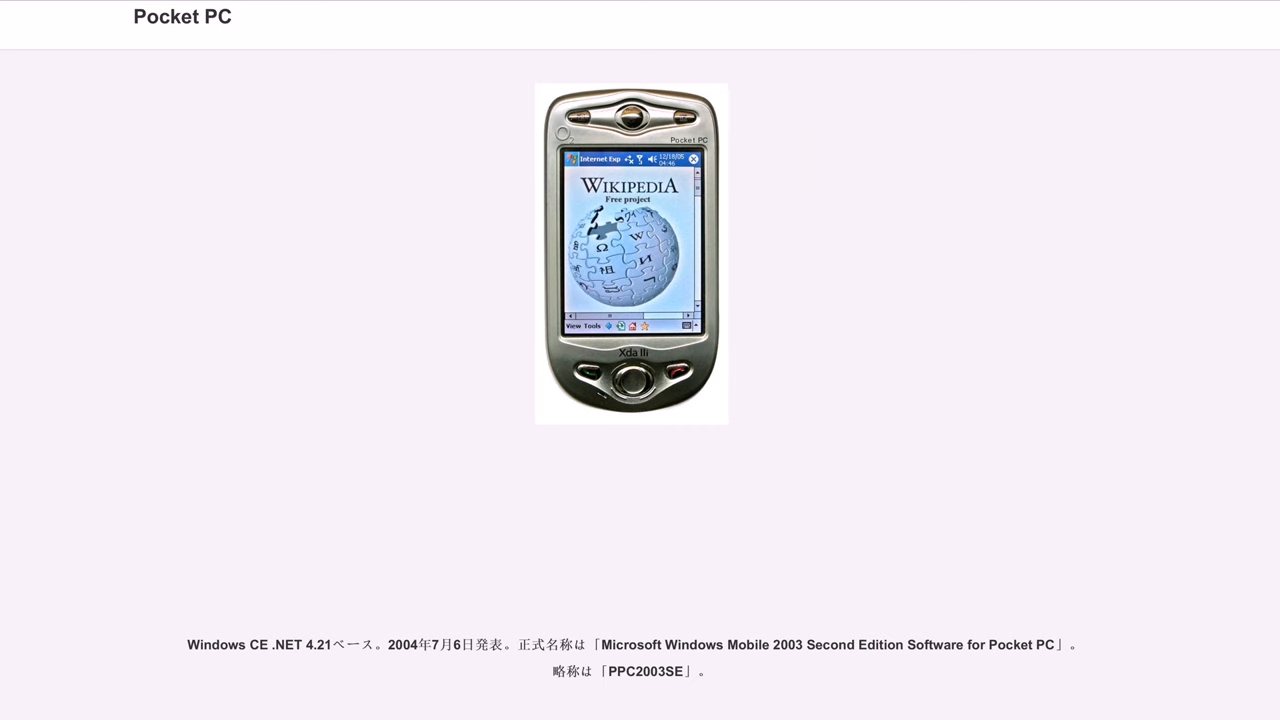 Pocket PC
O2
Pocket PC
Internet Exp 12/18/05
04:46
WIKIPEDIA
Free project
Ω W
И
View Tools
Xda IIi
Windows CE .NET 4.21ベース。2004年7月6日発表。正式名称は「Microsoft Windows Mobile 2003 Second Edition Software for Pocket PC」。
略称は「PPC2003SE」。